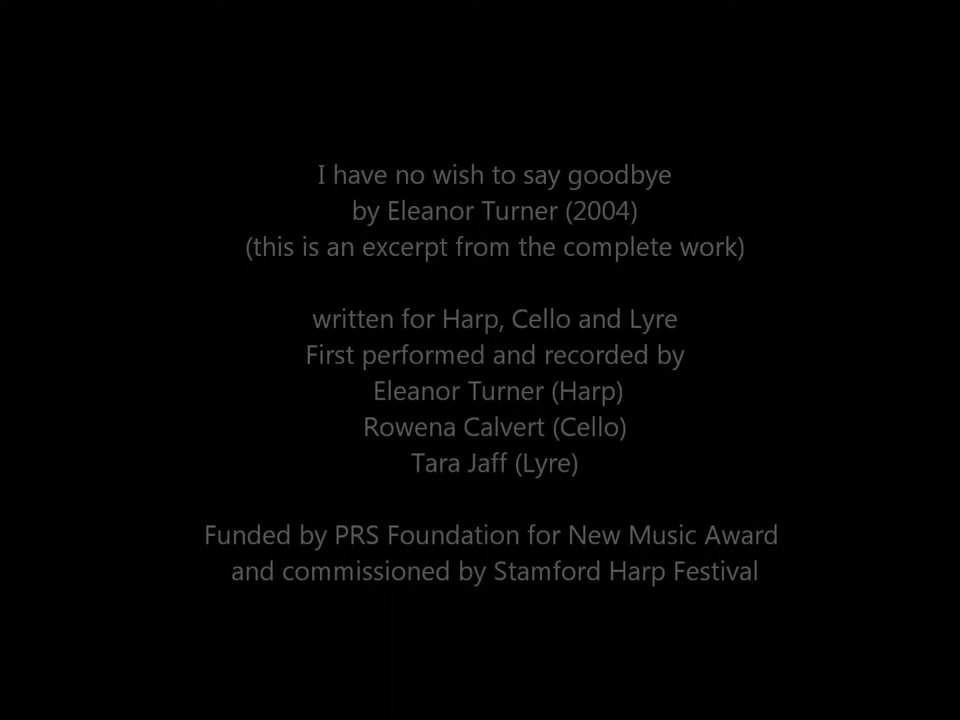 I have no wish to say goodbye
by Eleanor Turner (2004)
(this is an excerpt from the complete work)
written for Harp, Cello and Lyre
First performed and recorded by
Eleanor Turner (Harp)
Rowena Calvert (Cello)
Tara Jaff (Lyre)
Funded by PRS Foundation for New Music Award
and commissioned by Stamford Harp Festival